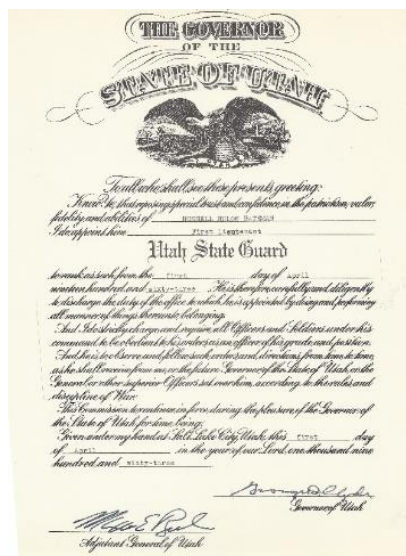 THE GOVERNOR
OF THE
STATE OF UTAH
To all who shall see these presents, greeting:
Know Ye, that reposing special trust and confidence in the patriotism, valor,
fidelity, and abilities of
I do appoint him First Lieutenant
Utah State Guard
to rank as such from the first day of April
nineteen hundred and sixty-three. He is therefore carefully and diligently
to discharge the duty of the office to which he is appointed by doing and performing
all manner of things thereunto belonging.
And I do strictly charge and require all Officers and Soldiers under his
command to be obedient to his orders as an officer of his grade and position.
And he is to observe and follow such orders and directions, from time to time,
as he shall receive from me, or the future Governor of the State of Utah, or the
General or other superior Officers set over him, according to the rules and
discipline of War.
This Commission to continue in force during the pleasure of the Governor of
the State of Utah for time being.
Given under my hand at Salt Lake City, Utah, this first day
of April in the year of our Lord, one thousand nine
hundred and sixty-three
Governor of Utah
Adjutant General of Utah